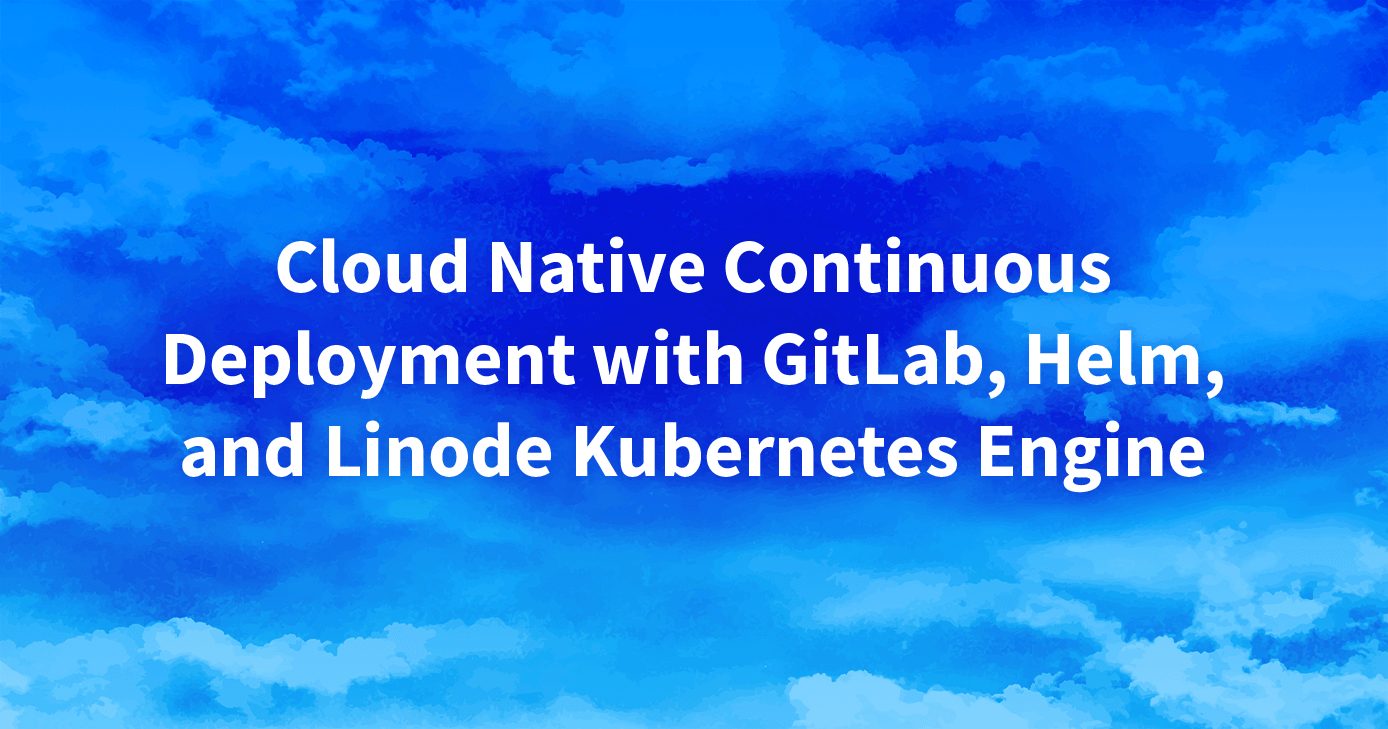 Cloud Native Continuous
Deployment with GitLab, Helm,
and Linode Kubernetes Engine